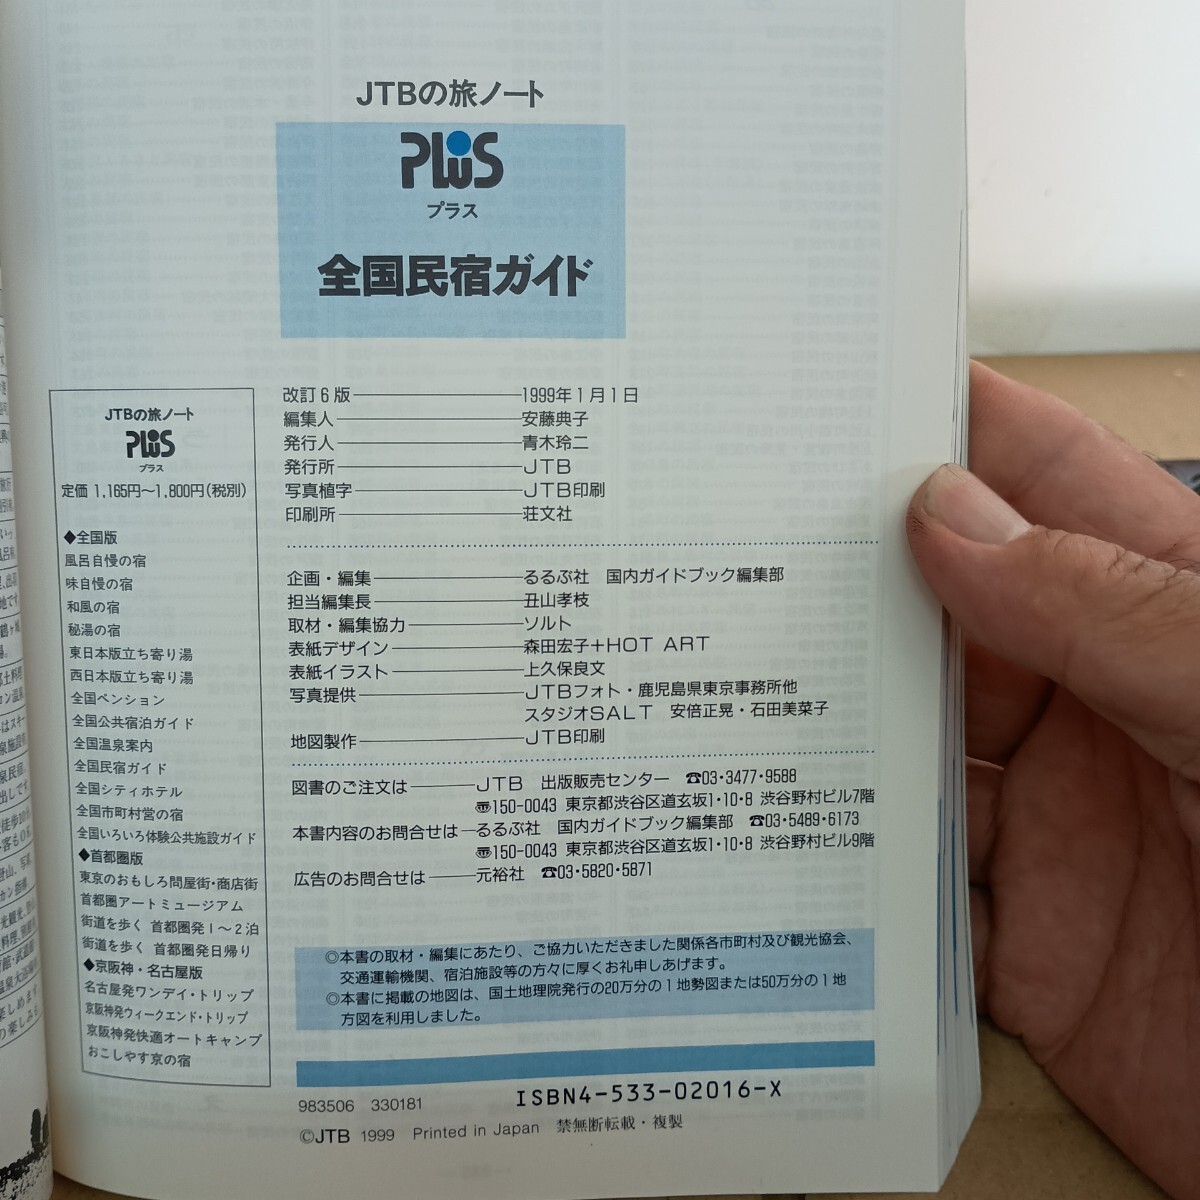 JTBの旅ノート
PLuS
プラス
全国民宿ガイド
改訂6版 1999年1月1日
編集人 安藤典子
発行人 青木玲二
発行所 JTB
写真植字 JTB印刷
印刷所 荘文社
企画・編集 るるぶ社 国内ガイドブック編集部
担当編集長 丑山孝枝
取材・編集協力 ソルト
表紙デザイン 森田宏子+HOT ART
表紙イラスト 上久保良文
写真提供 JTBフォト・鹿児島県東京事務所他
スタジオSALT 安倍正晃・石田美菜子
地図製作 JTB印刷
図書のご注文は JTB 出版販売センター ☎03・3477・9588
〠150-0043 東京都渋谷区道玄坂1・10・8 渋谷野村ビル7階
本書内容のお問合せは るるぶ社 国内ガイドブック編集部 ☎03・5489・6173
〠150-0043 東京都渋谷区道玄坂1・10・8 渋谷野村ビル9階
広告のお問合せは 元裕社 ☎03・5820・5871
◎本書の取材・編集にあたり、ご協力いただきました関係各市町村及び観光協会、
交通運輸機関、宿泊施設等の方々に厚くお礼申しあげます。
◎本書に掲載の地図は、国土地理院発行の20万分の1地勢図または50万分の1地
方図を利用しました。
983506 330181
ISBN4-533-02016-X
©JTB 1999 Printed in Japan 禁無断転載・複製
JTBの旅ノート
PLuS
プラス
定価 1,165円〜1,800円(税別)
◆全国版
風呂自慢の宿
味自慢の宿
和風の宿
秘湯の宿
東日本版立ち寄り湯
西日本版立ち寄り湯
全国ペンション
全国公共宿泊ガイド
全国温泉案内
全国民宿ガイド
全国シティホテル
全国市町村営の宿
全国いろいろ体験公共施設ガイド
◆首都圏版
東京のおもしろ問屋街・商店街
首都圏アートミュージアム
街道を歩く 首都圏発1〜2泊
街道を歩く 首都圏発日帰り
◆京阪神・名古屋版
名古屋発ワンデイ・トリップ
京阪神発ウィークエンド・トリップ
京阪神発快適オートキャンプ
おこしやす京の宿